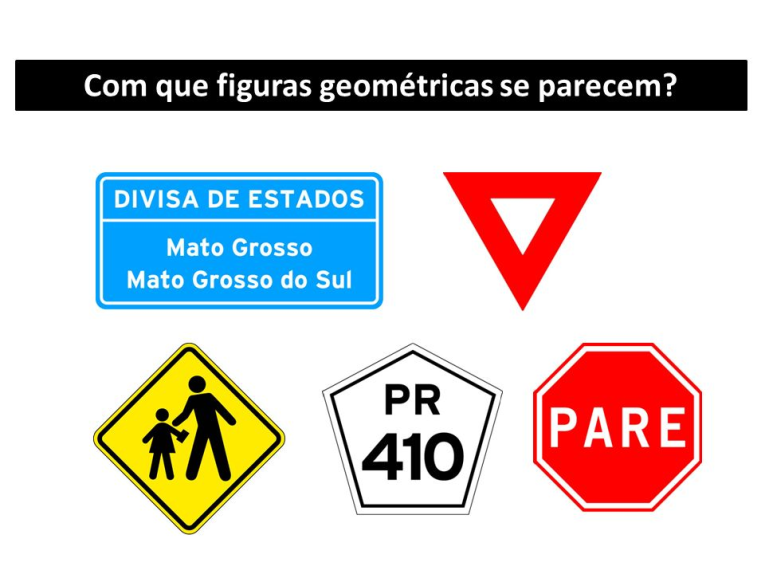 Com que figuras geométricas se parecem?
DIVISA DE ESTADOS
Mato Grosso
Mato Grosso do Sul
PR
410
PARE